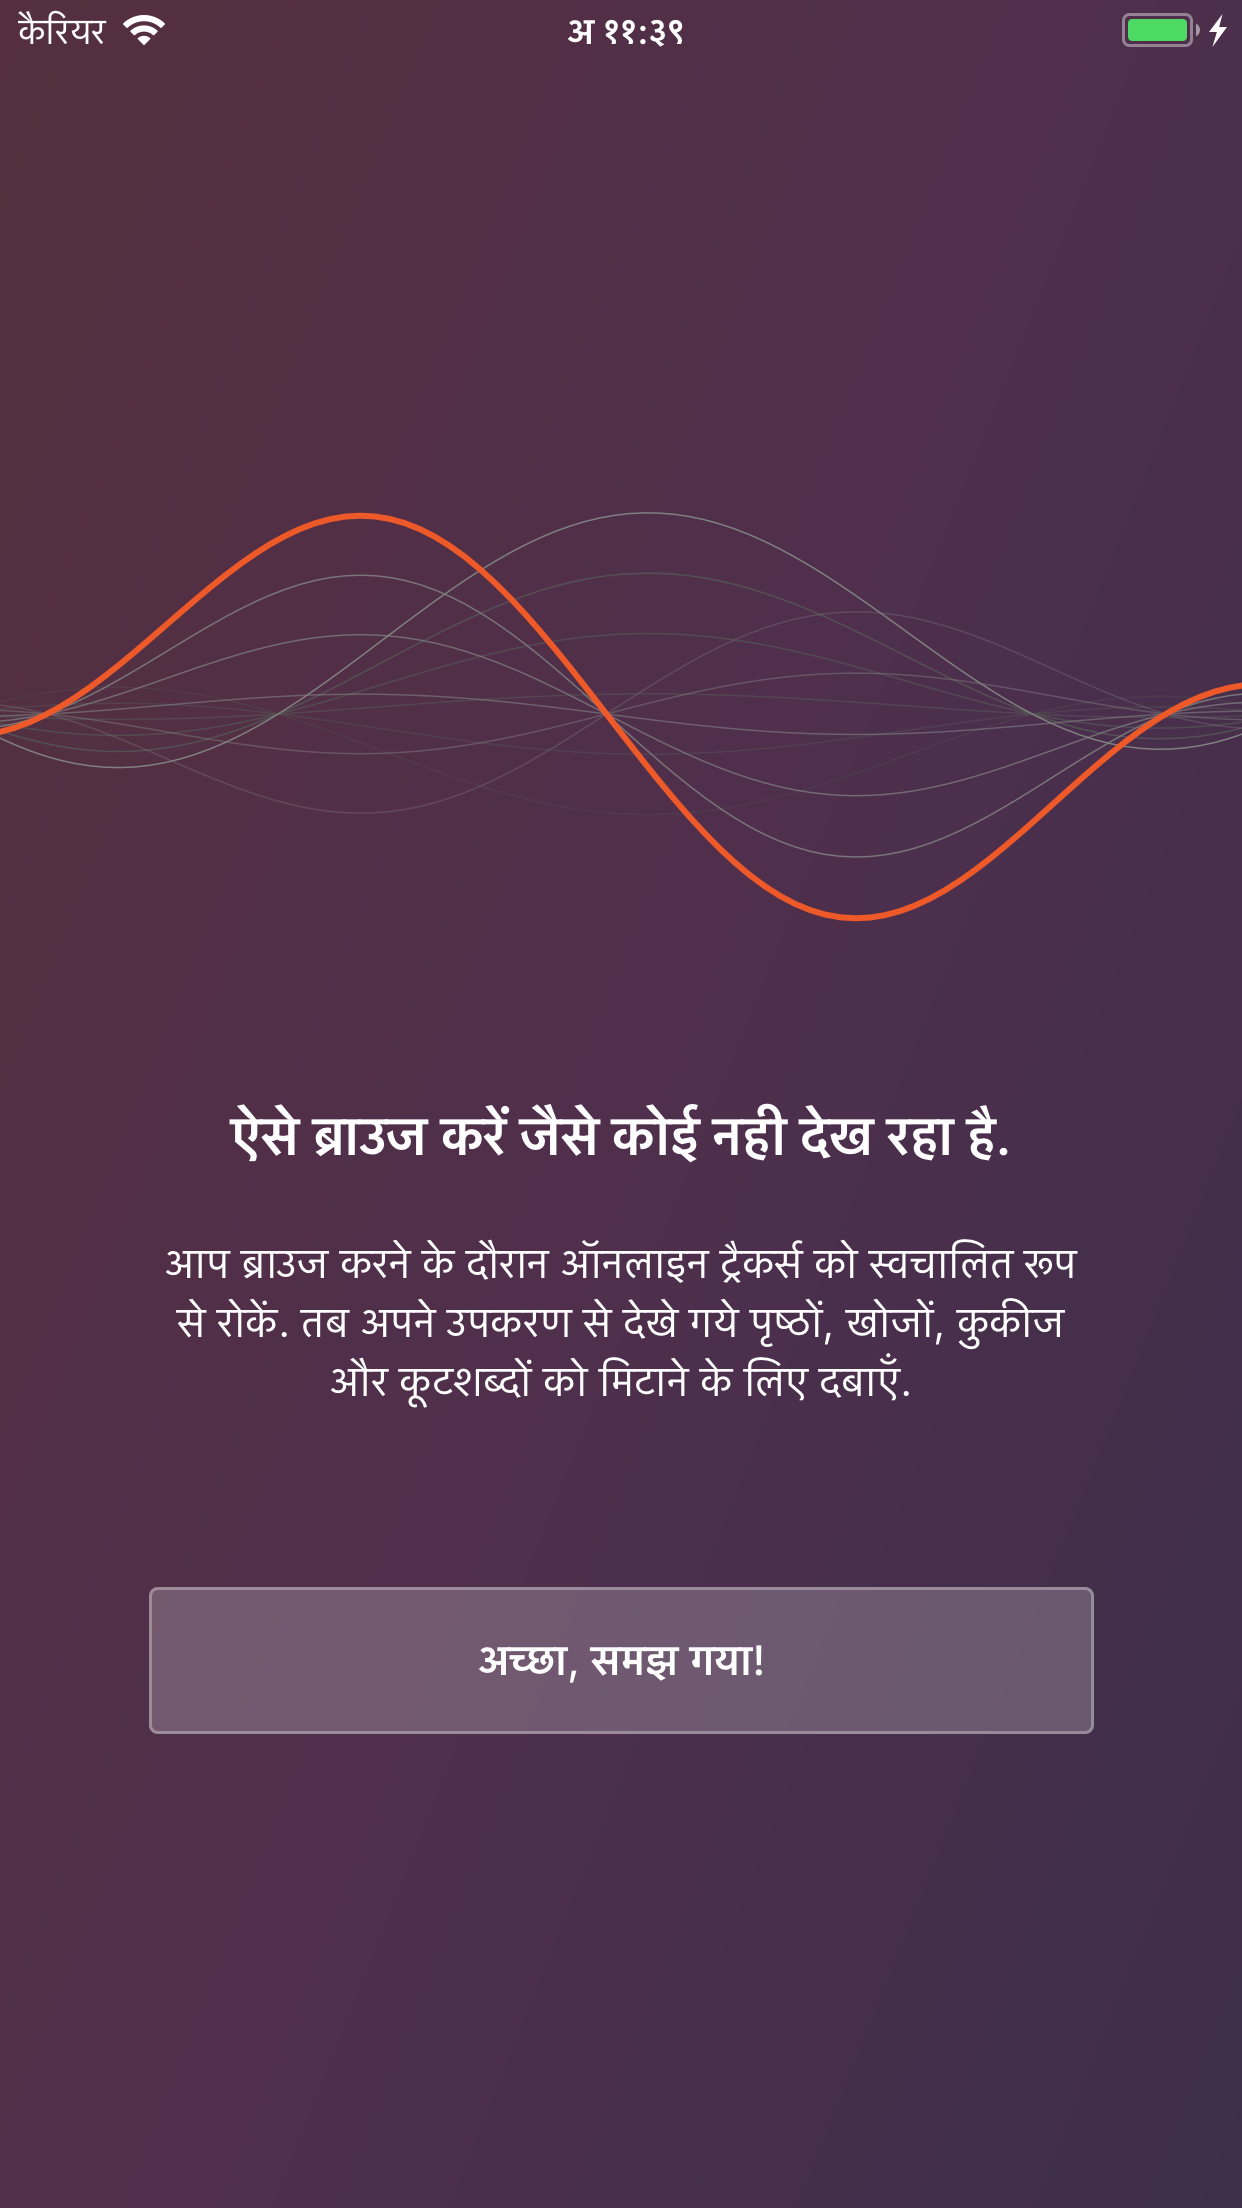 कैरियर
अ ११:३९
ऐसे ब्राउज करें जैसे कोई नही देख रहा है.
आप ब्राउज करने के दौरान ऑनलाइन ट्रैकर्स को स्वचालित रूप
से रोकें. तब अपने उपकरण से देखे गये पृष्ठों, खोजों, कुकीज
और कूटशब्दों को मिटाने के लिए दबाएँ.
अच्छा, समझ गया!